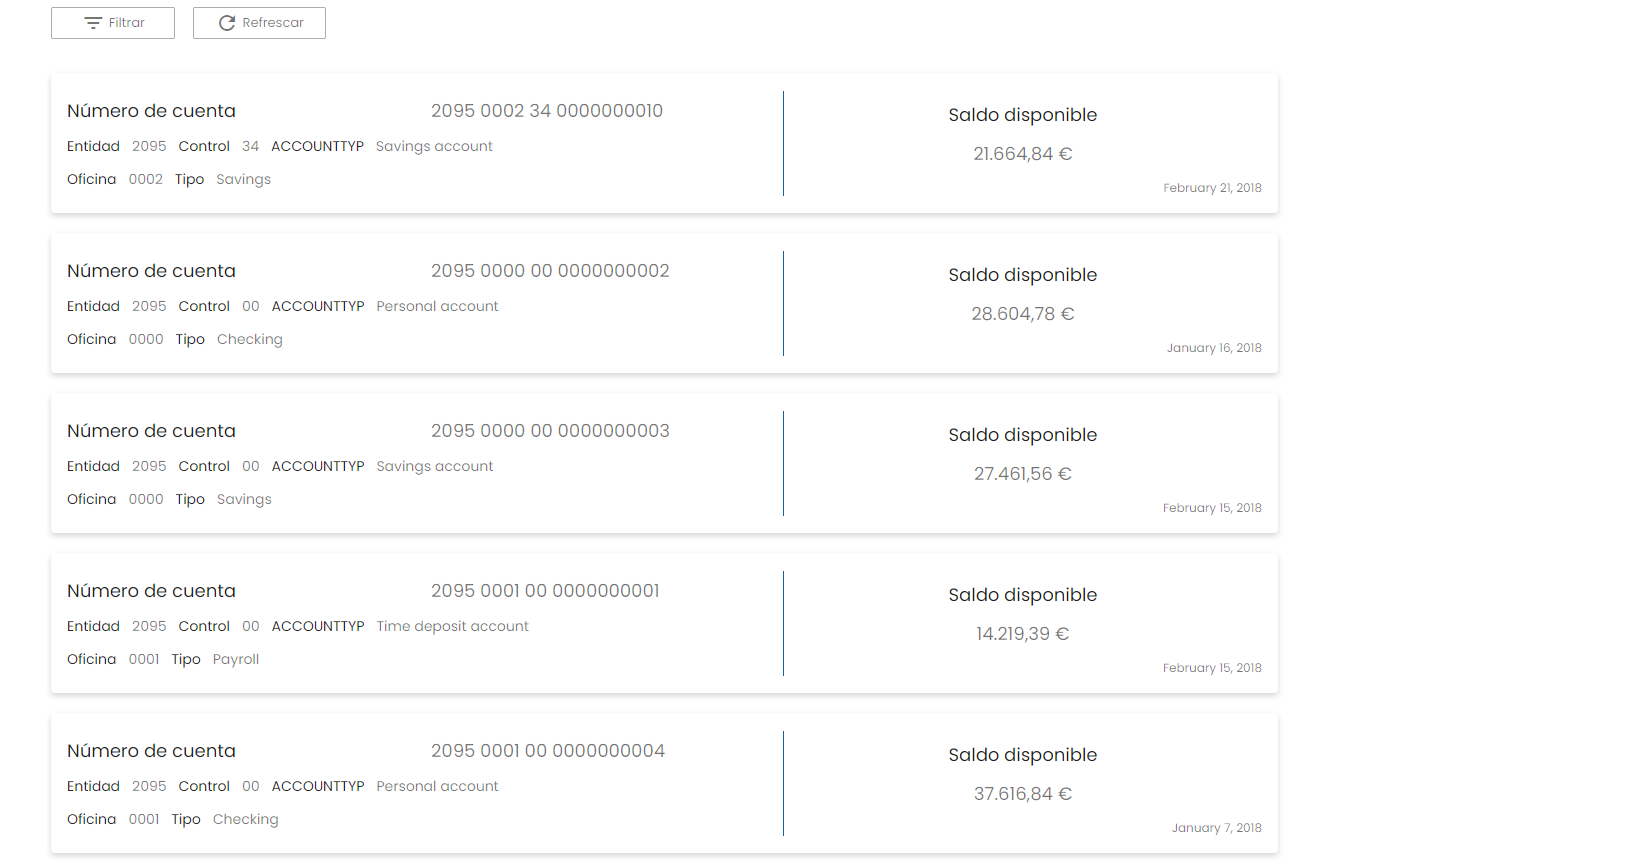 Filtrar Refrescar
Número de cuenta 2095 0002 34 0000000010
Entidad 2095 Control 34 ACCOUNTTYP Savings account
Oficina 0002 Tipo Savings
Saldo disponible
21.664,84 €
February 21, 2018
Número de cuenta 2095 0000 00 0000000002
Entidad 2095 Control 00 ACCOUNTTYP Personal account
Oficina 0000 Tipo Checking
Saldo disponible
28.604,78 €
January 16, 2018
Número de cuenta 2095 0000 00 0000000003
Entidad 2095 Control 00 ACCOUNTTYP Savings account
Oficina 0000 Tipo Savings
Saldo disponible
27.461,56 €
February 15, 2018
Número de cuenta 2095 0001 00 0000000001
Entidad 2095 Control 00 ACCOUNTTYP Time deposit account
Oficina 0001 Tipo Payroll
Saldo disponible
14.219,39 €
February 15, 2018
Número de cuenta 2095 0001 00 0000000004
Entidad 2095 Control 00 ACCOUNTTYP Personal account
Oficina 0001 Tipo Checking
Saldo disponible
37.616,84 €
January 7, 2018